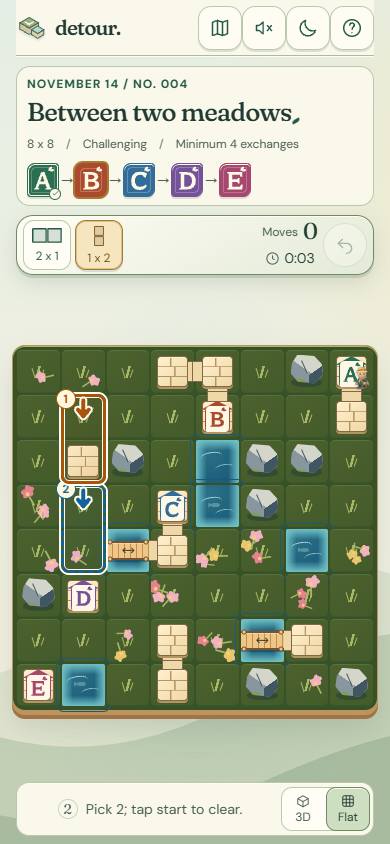 detour.
NOVEMBER 14 / NO. 004
Between two meadows
8 x 8 / Challenging / Minimum 4 exchanges
A → B → C → D → E
Moves 0
2 x 1
1 x 2
0:03
A
1
B
2
C
D
E
2 Pick 2; tap start to clear.
3D
Flat